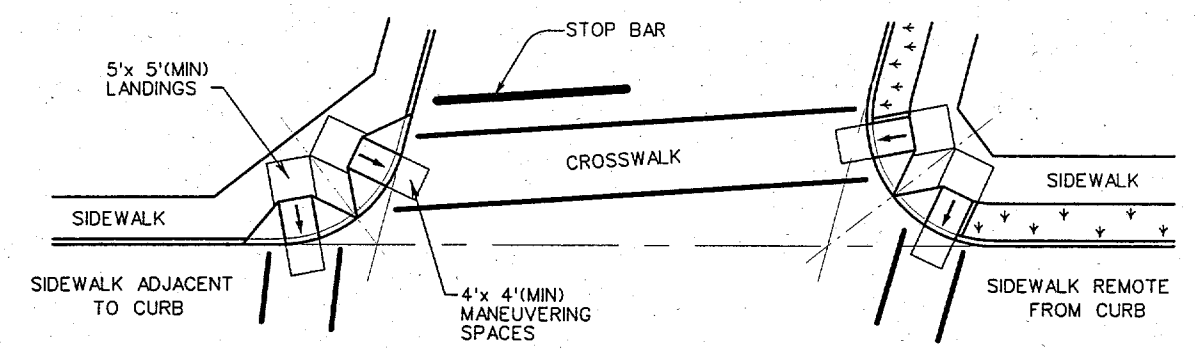 STOP BAR
5'x 5'(MIN)
LANDINGS
CROSSWALK
SIDEWALK
SIDEWALK
SIDEWALK ADJACENT
TO CURB
4'x 4'(MIN)
MANEUVERING
SPACES
SIDEWALK REMOTE
FROM CURB